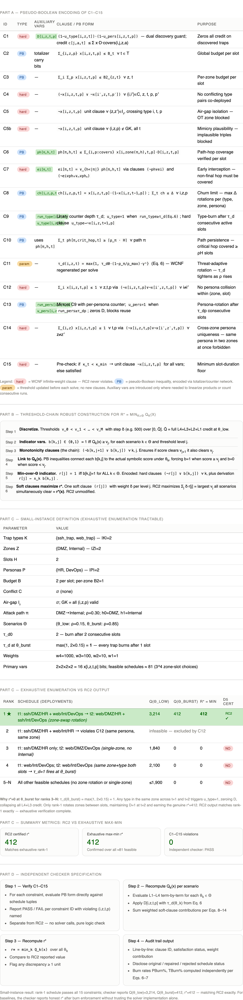 PART A — PSEUDO-BOOLEAN ENCODING OF C1–C15
ID TYPE AUXILIARY VARS CLAUSE / PB FORM PURPOSE
C1 hard D[i,z,t,p] (1-u_type[i,z,t])·(1-u_pers[i,z,t,p]) — dual discovery guard;
credit c[j,a,t] ≤ Σ x·D·covers(i,j,z,a)
Zeros all credit on
discovered traps
C2 PB totalizer
carry
bits
Σ_{i,z,p} x[i,z,t,p] ≤ B_t ∀ t ∈ T
Global budget per slot
C3 PB — Σ_i Σ_p x[i,z,t,p] ≤ B2_{z,t} ∀ z, t
Per-zone budget per
slot
C4 hard — (¬x[i,z,t,p] ∨ ¬x[i′,z,t,p′]) ∀ (i,i′)∈C, z, t, p, p′
No conflicting type
pairs co-deployed
C5 hard — ¬x[i,z,t,p] unit clause ∀ (z,z′)∈I₂, crossing type i, t, p
Air-gap isolation —
OT zone blocked
C5b hard — ¬x[i,z,t,p] unit clause ∀ (i,z,p) ∉ GK, all t
Mimicry plausibility —
implausible triples
blocked
C6 PB ph[π,h,t] ph[π,h,t] ≤ Σ_{i,p:covers} x[i,zone(π,h),t,p]·D[i,z,t,p]
Path-hop coverage
verified per slot
C7 hard ei[π,t] ei[π,t] = ∨_{h<|π|} ph[π,h,t] via clauses (¬ph∨ei) and
(¬ei∨ph₀∨…∨phₙ)
Early interception —
non-final hop must be
covered
C8 PB ch[i,z,p,t ch[i,z,p,t] = x[i,z,t,p]·(1-x[i,z,t-1,p]) ; Σ_t ch ≤ Δ ∀ i,z,p
Churn limit — max Δ
rotations per (type,
zone, persona)
C9 PB run_type[i Unary counter depth τ_d; u_type=1 when run_type≥τ_d(Eq.6) ; hard
u_type[i,z clause u_type→¬x[i,z,t+1,p]
Type-burn after τ_d
consecutive active
slots
C10 PB uses
ph[π,h,t]
Σ_t ph[π,crit_hop,t] ≥ ⌈ρ_π · H⌉ ∀ path π
Path persistence —
critical hop covered ≥
ρH slots
C11 param — τ_d(i,z,t) = max{1, τ_d0·(1-ρ_π/ρ_max)·γⁿ} (Eq. 6) — WCNF
regenerated per solve
Threat-adaptive
rotation — τ_d
tightens as ρ rises
C12 hard — Σ_i x[i,z,t,p] ≤ 1 ∀ z,t,p via (¬x[i,z,t,p]∨¬x[i′,z,t,p]) ∀ i≠i′
No persona collision
within (zone, slot)
C13 PB run_pers[i Mirrors C9 with per-persona counter; u_pers=1 when
u_pers[i,z run_pers≥τ_dp ; zeros D, blocks reuse
Persona-rotation after
τ_dp consecutive
slots
C14 hard — Σ_{i,z} x[i,z,t,p] ≤ 1 ∀ t,p via (¬x[i,z,t,p]∨¬x[i′,z′,t,p]) ∀
z≠z′
Cross-zone persona
uniqueness — same
persona in two zones
at once forbidden
C15 hard — Pre-check: if κ_t < κ_min → unit clause ¬x[i,z,t,p] for all vars;
else satisfied
Minimum slot-duration
floor
Legend: hard = WCNF infinite-weight clause — RC2 never violates. PB = pseudo-Boolean inequality, encoded via totalizer/counter network.
param = threshold updated before each solve; no new clauses. Auxiliary vars are introduced only where needed to linearize products or count
consecutive runs.
PART B — THRESHOLD-CHAIN ROBUST CONSTRUCTION FOR R* = MIN_{K∈Θ} Q_K(X)
Step 1 Discretize. Thresholds v_0 < v_1 < … < v_M with step δ (e.g. 500) over [0, Q̄]. Q̄ = full L4+L3+L2+L1 credit at θ_low.
Step 2 Indicator vars. b[k,j] ∈ {0,1} = 1 iff Qk(x) ≥ vj, for each scenario k ∈ Θ and threshold level j.
Step 3 Monotonicity clauses (the chain): (¬b[k,j+1] ∨ b[k,j]) ∀ k, j. Ensures if score clears vj+1 it also clears vj.
Step 4 Link to Qk(x). PB inequalities connect each b[k,j] to the actual symbolic score under θk, forcing b=1 when score ≥ vj and b=0
when score < vj.
Step 5 Min-over-Θ indicator. r[j] = 1 iff b[k,j]=1 for ALL k ∈ Θ. Encoded: hard clauses (¬r[j] ∨ b[k,j]) ∀ k, plus derivation
r[j] ← ∧_k b[k,j] .
Step 6 Soft clauses maximize r*. One soft clause (r[j]) with weight δ per level j. RC2 maximizes Σj δ·r[j] = largest vj all scenarios
simultaneously clear = r*(x). RC2 unmodified.
PART C — SMALL-INSTANCE DEFINITION (EXHAUSTIVE ENUMERATION TRACTABLE)
PARAMETER VALUE
Trap types K {ssh_trap, web_trap} — |K|=2
Zones Z {DMZ, Internal} — |Z|=2
Slots H 2
Personas P {HR, DevOps} — |P|=2
Budget B 2 per slot; per-zone B2=1
Conflict C ∅ (none)
Air-gap I₂ ∅; GK = all (i,z,p) valid
Attack path π DMZ→Internal; ρ=0.30; h0=DMZ, h1=Internal
Scenarios Θ {θ_low: ρ=0.15, θ_burst: ρ=0.85}
τ_d0 2 — burn after 2 consecutive slots
τ_d at θ_burst max(1, 2×0.15) = 1 — every trap burns after 1 slot
Weights w4=1000, w3=100, w2=10, w1=1
Primary vars 2×2×2×2 = 16 x[i,z,t,p] bits; feasible schedules ≈ 81 (3^4 zone-slot choices)
PART C — EXHAUSTIVE ENUMERATION VS RC2 OUTPUT
RANK SCHEDULE (DEPLOYMENTS) Q(Θ_LOW) Q(Θ_BURST) R* = MIN D5 CERT
1 ★ t1: ssh/DMZ/HR + web/Int/DevOps → t2: web/DMZ/HR +
ssh/Int/DevOps (zone-swap rotation)
3,214 412 412 RC2
✓
2 t1: ssh/DMZ/HR + web/Int/HR → violates C12 (same persona,
same zone)
infeasible — excluded by C12
3 t1: ssh/DMZ/HR only; t2: web/DMZ/DevOps (single-zone, no
Internal)
1,840 0 0 NO
4 t1: web/Int/DevOps; t2: web/Int/DevOps (same zone+type both
slots → τ_d=1 fires at θ_burst)
2,100 0 0 NO
5–N All other feasible schedules (no zone rotation or single-zone) ≤1,900 0 0 NO
Why r*=0 at θ_burst for ranks 3–N: τ_d(θ_burst) = max(1, 2×0.15) = 1. Any type in the same zone across t=1 and t=2 triggers u_type=1, zeroing D,
collapsing all L4+L3 credit. Only rank-1 rotates zones between slots, maintaining D=1 at t=2 and earning the genuine r*=412. RC2 output matches rank-
1 exactly — exhaustive verification complete.
PART C — SUMMARY METRICS: RC2 VS EXHAUSTIVE MAX-MIN
RC2 certified r*
412
Matches exhaustive rank-1
Exhaustive max-min r*
412
Confirmed over all ≈81 feasible
C1–C15 violations
0
Independent checker: PASS
PART D — INDEPENDENT CHECKER SPECIFICATION
Step 1 — Verify C1–C15
• For each constraint, evaluate PB form directly against
schedule tuples
• Report PASS / FAIL per constraint ID with violating (i,z,t,p)
named
• Separate from RC2 — no solver calls, pure logic check
Step 2 — Recompute Qk(x) per scenario
• Evaluate L1–L4 term-by-term for each θk ∈ Θ
• Apply D[i,z,t,p] with τ_d(θ_k) from Eq. 6
• Sum weighted soft-clause contributions per Eqs. 8–14
Step 3 — Recompute r*
• r* = min_k Q_k(x) over all θk
• Compare to RC2 reported value
• Flag any discrepancy ≥ 1 unit
Step 4 — Audit trail output
• Line-by-line: clause ID, satisfaction status, weight
contribution
• Disclose original / repaired / rejected schedule status
• Burn rates PBurn%, TBurn% computed independently per
Eqs. 6–7
Small-instance result: rank-1 schedule passes all 15 constraints; checker reports Q(θ_low)=3,214, Q(θ_burst)=412, r*=412 — matching RC2 exactly. For
baselines, the checker reports honest r* after burn enforcement without trusting the solver implementation alone.